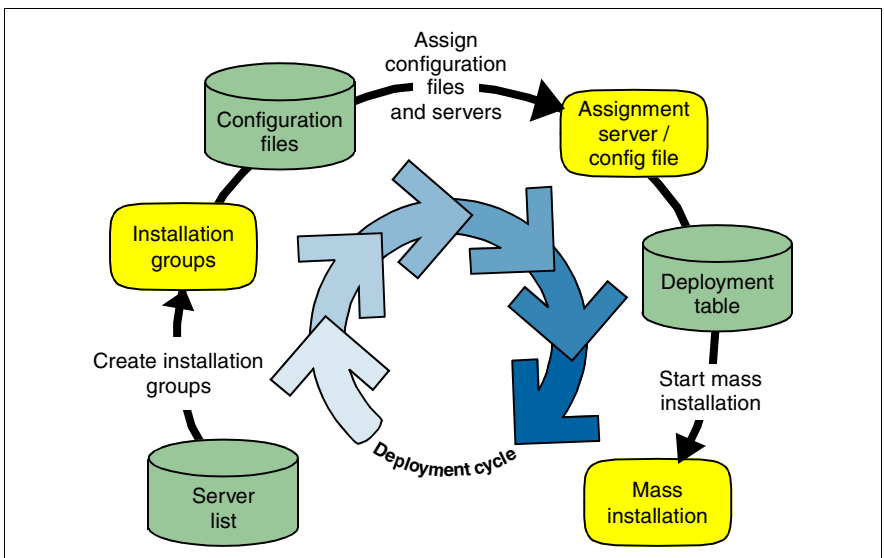 Assign
configuration
files
and servers
Configuration
files
Assignment
server /
config file
Installation
groups
Deployment
table
Create installation
groups
Start mass
installation
Deployment cycle
Server
list
Mass
installation